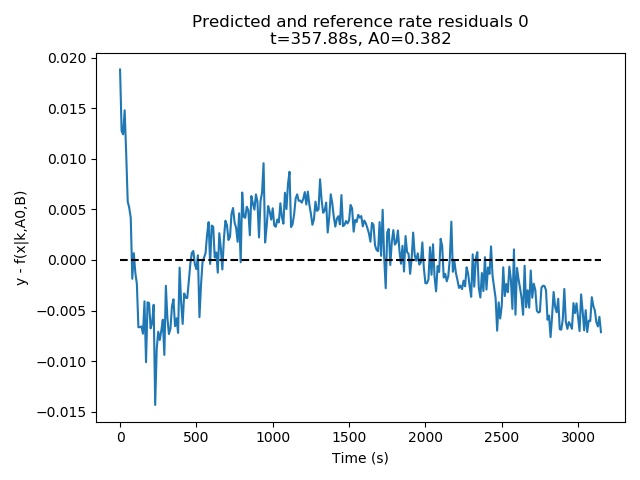 Predicted and reference rate residuals 0
t=357.88s, A0=0.382
0.020
0.015
0.010
0.005
0.000
−0.005
−0.010
−0.015
y - f(x|k,A0,B)
0 500 1000 1500 2000 2500 3000
Time (s)